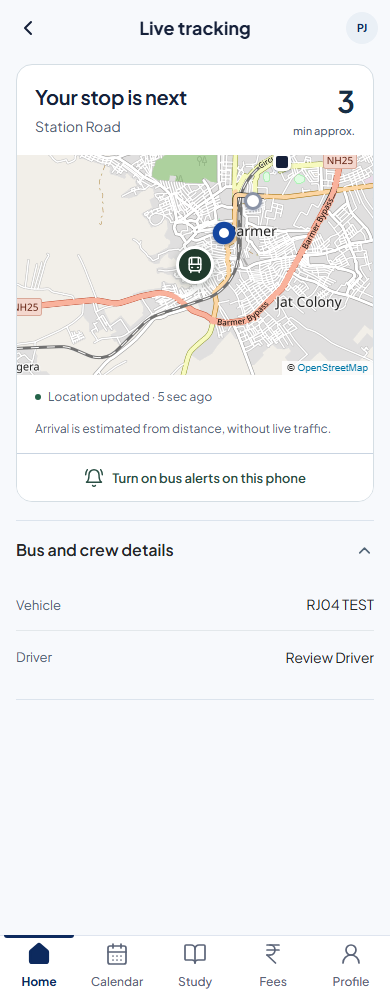 Live tracking
PJ
Your stop is next
3
Station Road
min approx.
NH25
Barmer Bypass
armer
Jat Colony
NH25
Barmer Bypass
gera
© OpenStreetMap
Location updated · 5 sec ago
Arrival is estimated from distance, without live traffic.
Turn on bus alerts on this phone
Bus and crew details
Vehicle
RJ04 TEST
Driver
Review Driver
Home
Calendar
Study
Fees
Profile